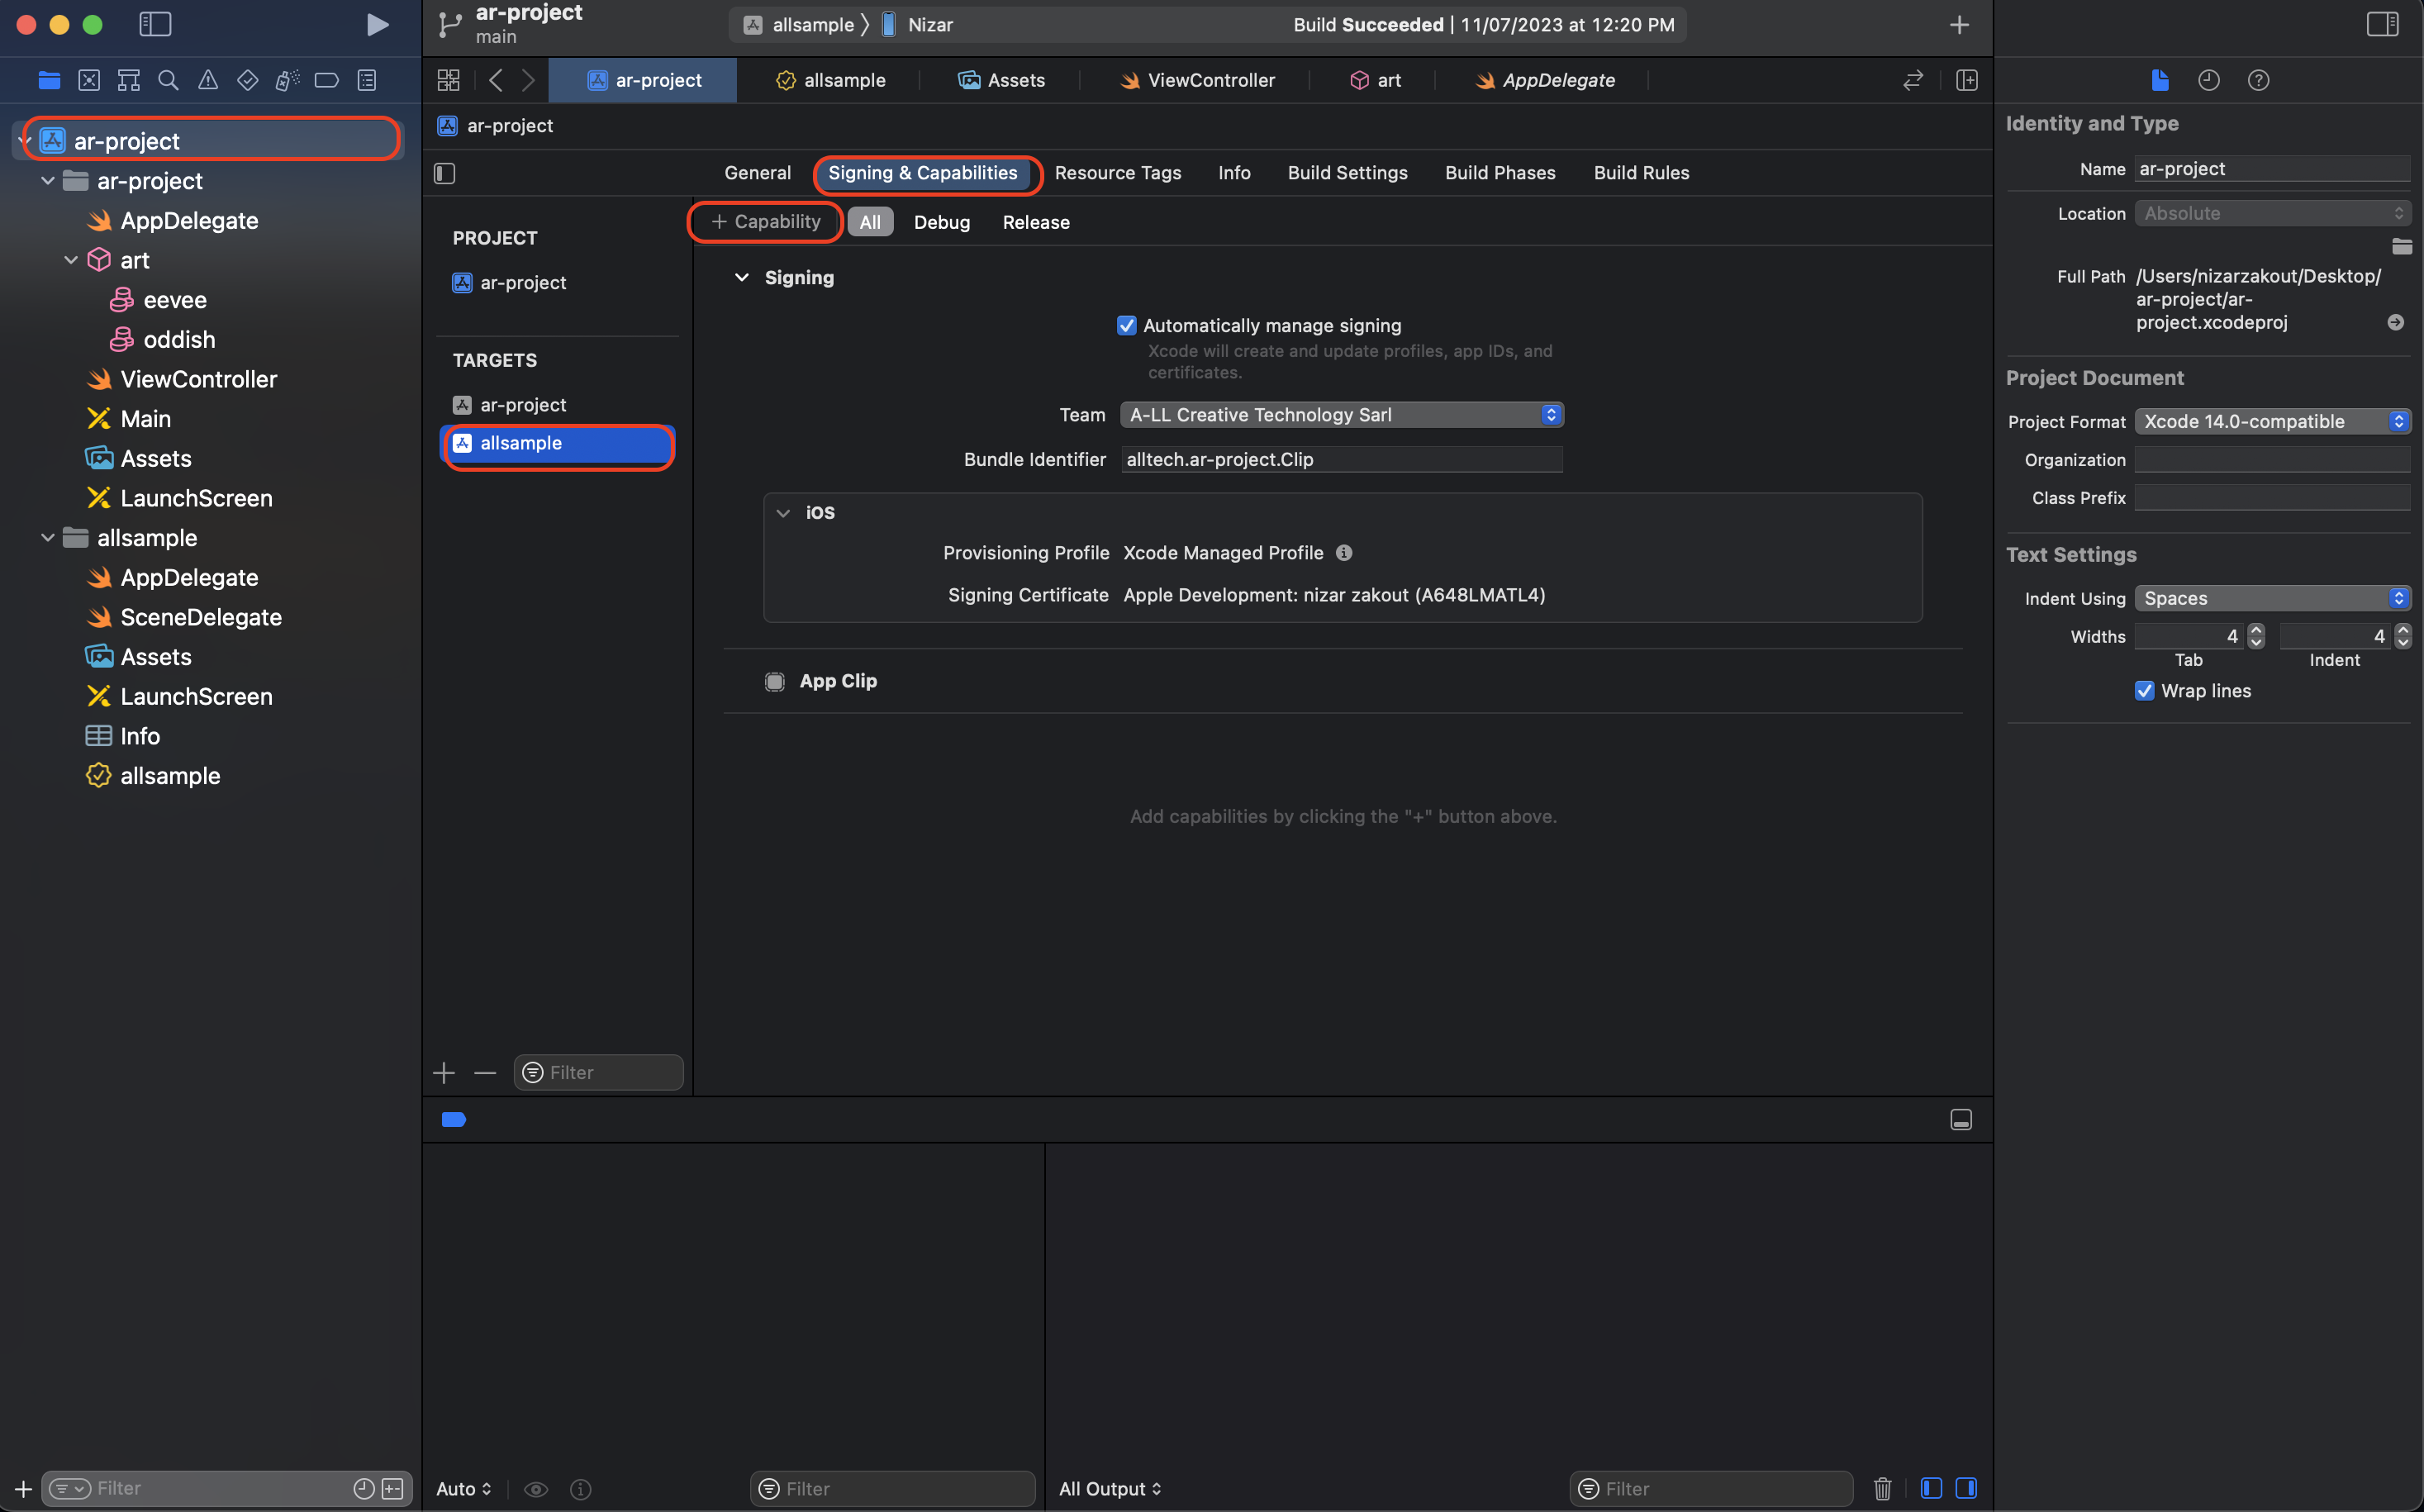 ar-project
main
allsample
Nizar
Build Succeeded | 11/07/2023 at 12:20 PM
ar-project
allsample
Assets
ViewController
art
AppDelegate
ar-project
ar-project
AppDelegate
art
eevee
oddish
ViewController
Main
Assets
LaunchScreen
allsample
AppDelegate
SceneDelegate
Assets
LaunchScreen
Info
allsample
Filter
ar-project
General
Signing & Capabilities
Resource Tags
Info
Build Settings
Build Phases
Build Rules
PROJECT
ar-project
TARGETS
ar-project
allsample
Filter
+ Capability
All
Debug
Release
Signing
Automatically manage signing
Xcode will create and update profiles, app IDs, and
certificates.
Team A-LL Creative Technology Sarl
Bundle Identifier alltech.ar-project.Clip
iOS
Provisioning Profile Xcode Managed Profile
Signing Certificate Apple Development: nizar zakout (A648LMATL4)
App Clip
Add capabilities by clicking the "+" button above.
Auto
Filter
All Output
Filter
Identity and Type
Name ar-project
Location Absolute
Full Path /Users/nizarzakout/Desktop/
ar-project/ar-
project.xcodeproj
Project Document
Project Format Xcode 14.0-compatible
Organization
Class Prefix
Text Settings
Indent Using Spaces
Widths 4 4
Tab Indent
Wrap lines